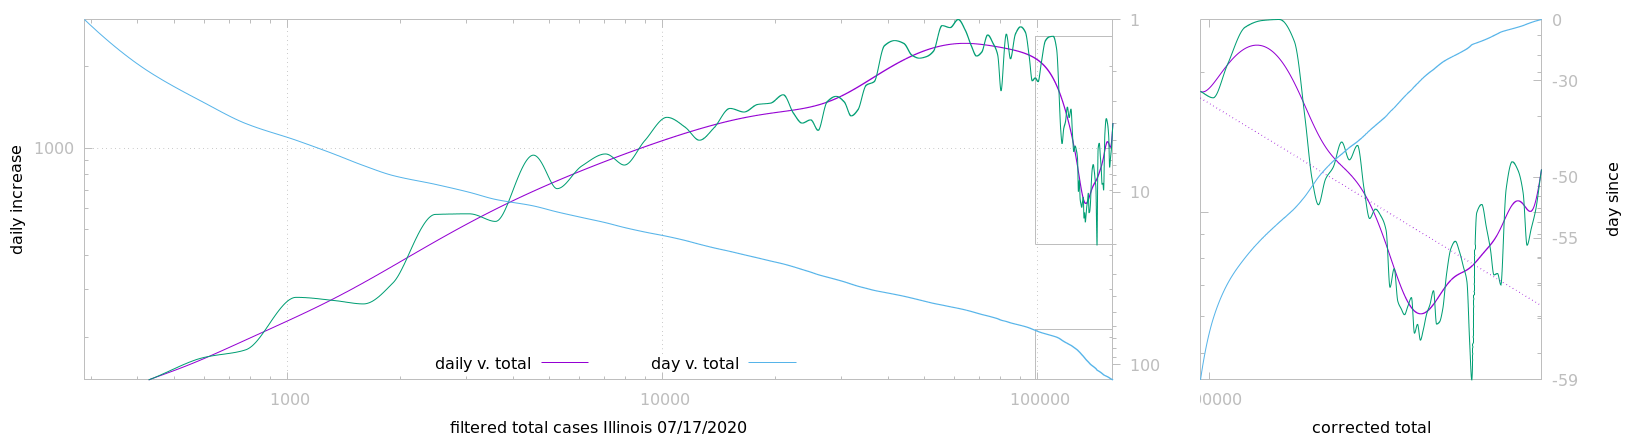 daily increase
1000
daily v. total
day v. total
1000
10000
100000
filtered total cases Illinois 07/17/2020
1
10
100
0
-30
-50
-55
-59
day since
00000
corrected total